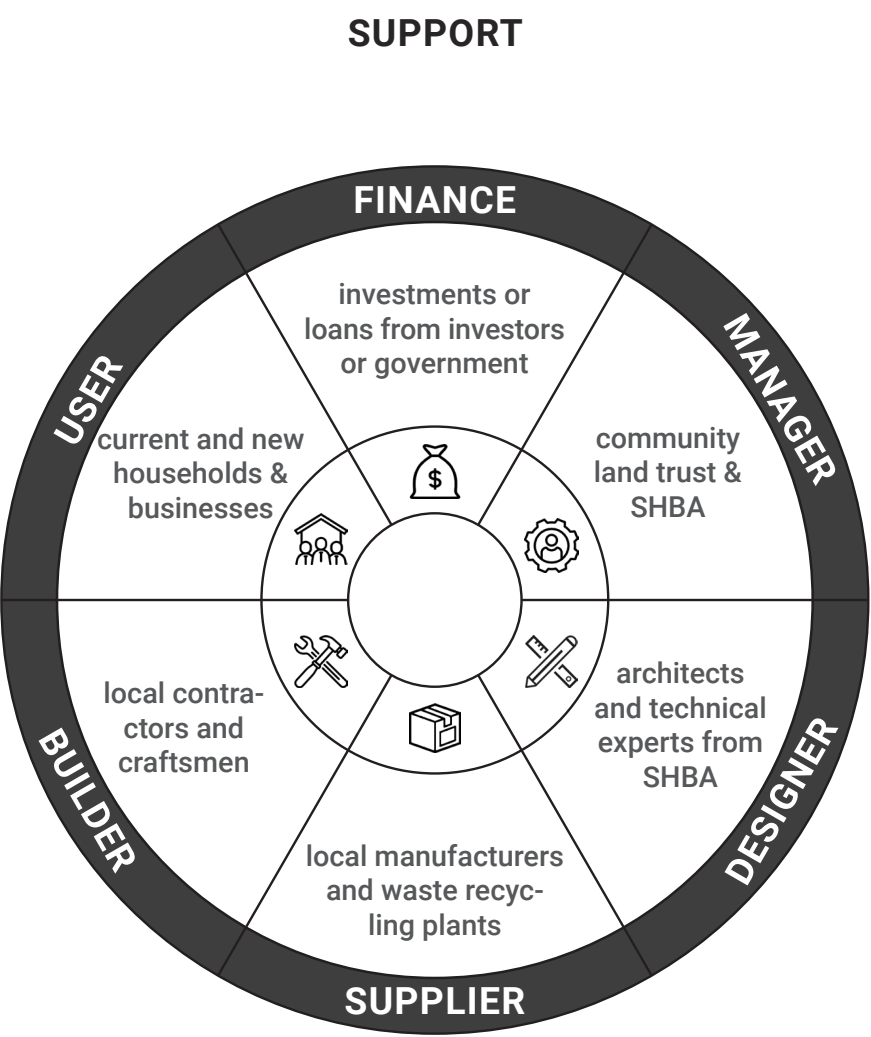 SUPPORT
FINANCE
investments or
loans from investors
or government
MANAGER
community
land trust &
SHBA
DESIGNER
architects
and technical
experts from
SHBA
SUPPLIER
local manufacturers
and waste recyc-
ling plants
BUILDER
local contra-
ctors and
craftsmen
USER
current and new
households &
businesses
$